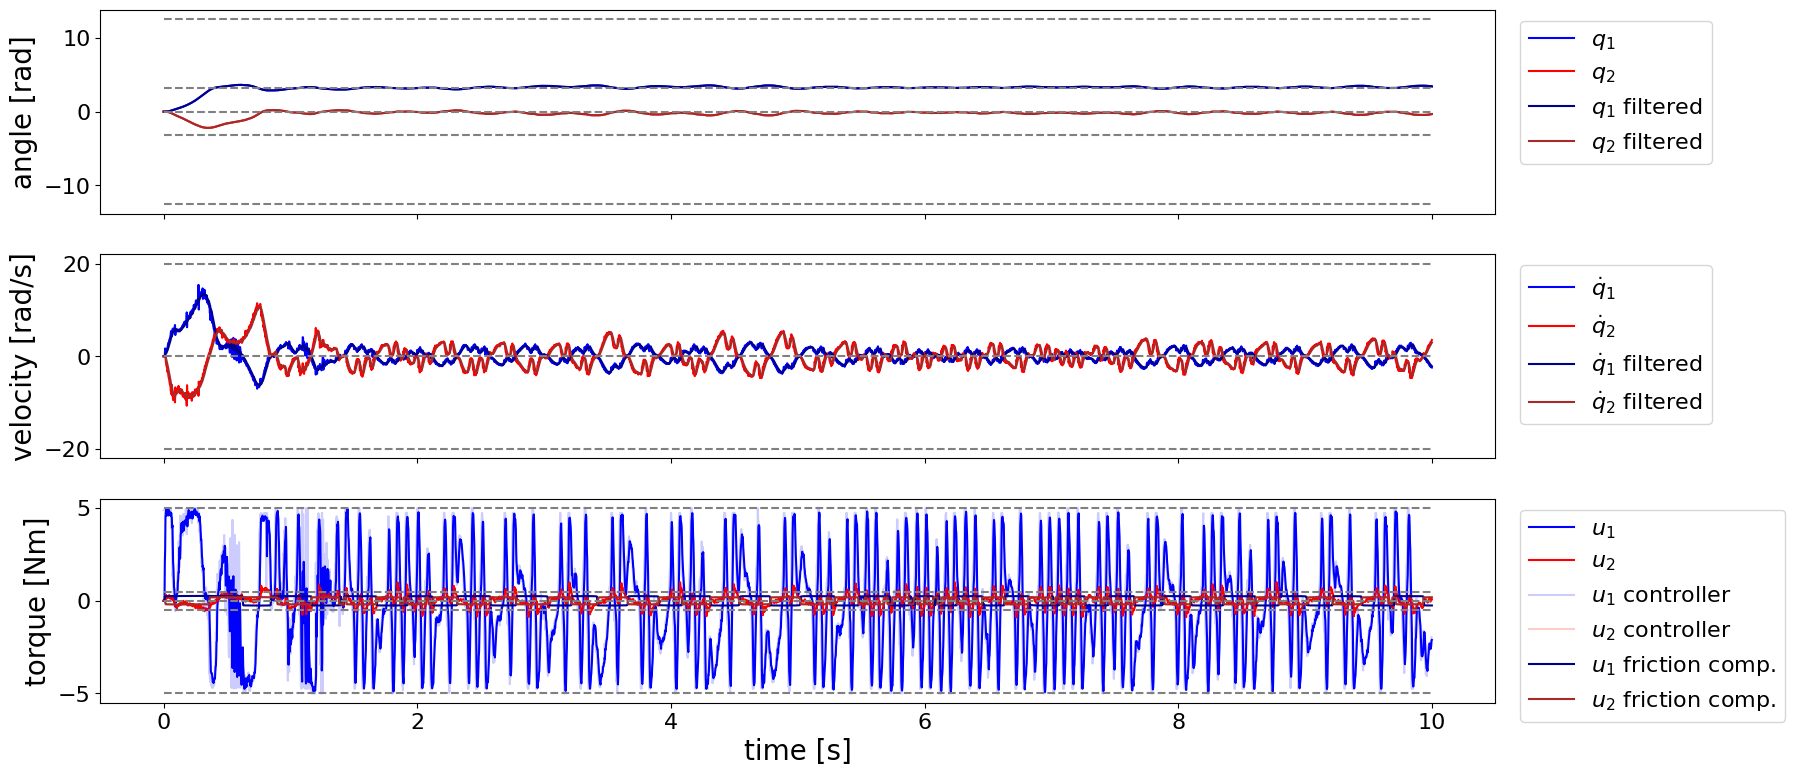 angle [rad]
10
0
−10
q₁
q₂
q₁ filtered
q₂ filtered
velocity [rad/s]
20
0
−20
q̇₁
q̇₂
q̇₁ filtered
q̇₂ filtered
torque [Nm]
5
0
−5
0 2 4 6 8 10
time [s]
u₁
u₂
u₁ controller
u₂ controller
u₁ friction comp.
u₂ friction comp.